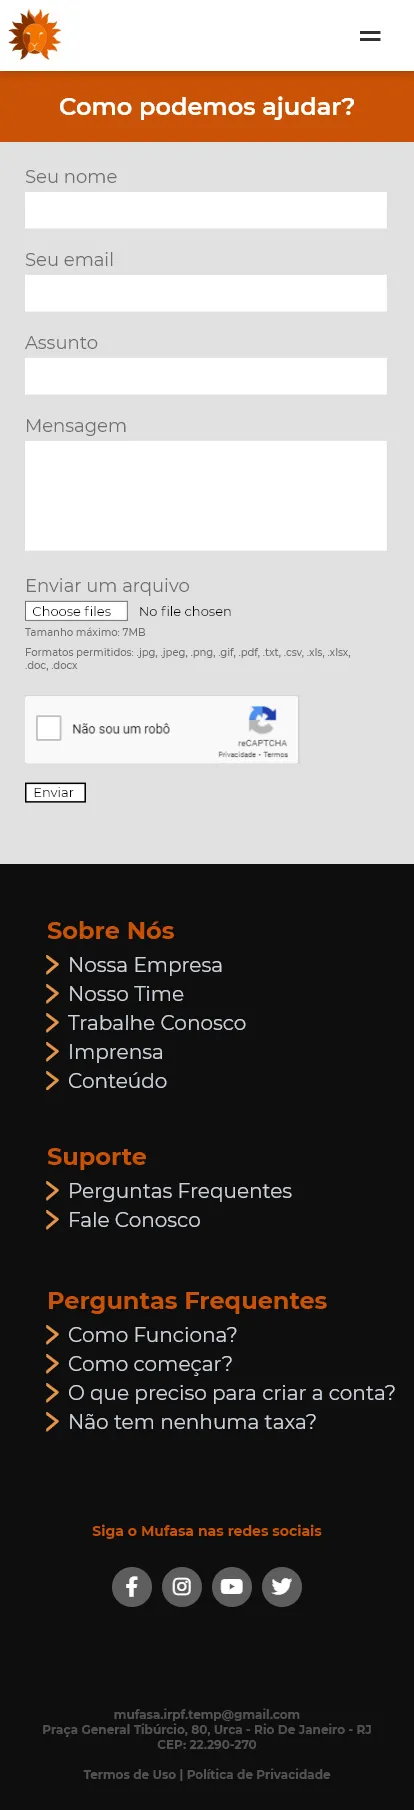 Como podemos ajudar?
Seu nome
Seu email
Assunto
Mensagem
Enviar um arquivo
Choose files No file chosen
Tamanho máximo: 7MB
Formatos permitidos: .jpg, .jpeg, .png, .gif, .pdf, .txt, .csv, .xls, .xlsx,
.doc, .docx
Não sou um robô
reCAPTCHA
Privacidade - Termos
Enviar
Sobre Nós
Nossa Empresa
Nosso Time
Trabalhe Conosco
Imprensa
Conteúdo
Suporte
Perguntas Frequentes
Fale Conosco
Perguntas Frequentes
Como Funciona?
Como começar?
O que preciso para criar a conta?
Não tem nenhuma taxa?
Siga o Mufasa nas redes sociais
mufasa.irpf.temp@gmail.com
Praça General Tibúrcio, 80, Urca - Rio De Janeiro - RJ
CEP: 22.290-270
Termos de Uso | Política de Privacidade